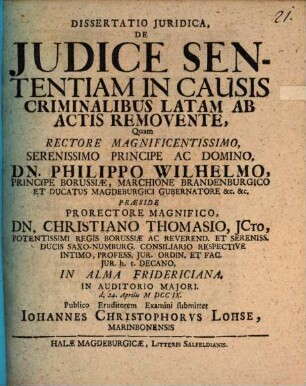 21.
DISSERTATIO JURIDICA,
DE
JUDICE SEN-
TENTIAM IN CAUSIS
CRIMINALIBUS LATAM AB
ACTIS REMOVENTE,
Quam
RECTORE MAGNIFICENTISSIMO,
SERENISSIMO PRINCIPE AC DOMINO,
DN. PHILIPPO WILHELMO,
PRINCIPE BORUSSIÆ, MARCHIONE BRANDENBURGICO
ET DUCATUS MAGDEBURGICI GUBERNATORE &c. &c.
PRÆSIDE
PRORECTORE MAGNIFICO,
DN. CHRISTIANO THOMASIO, JCto,
POTENTISSIMI REGIS BORUSSIÆ AC REVEREND. ET SERENISS.
DUCIS SAXO-NUMBURG. CONSILIARIO RESPECTIVE
INTIMO, PROFESS. JUR. ORDIN. ET FAC.
JUR. h. t. DECANO,
IN ALMA FRIDERICIANA,
IN AUDITORIO MAJORI.
d. 24. Aprilis M DCC IX.
Publico Eruditorum Examini submittet
IOHANNES CHRISTOPHORVS LOHSE,
MARINBONENSIS
HALÆ MAGDEBURGICÆ, LITTERIS SALFELDIANIS.